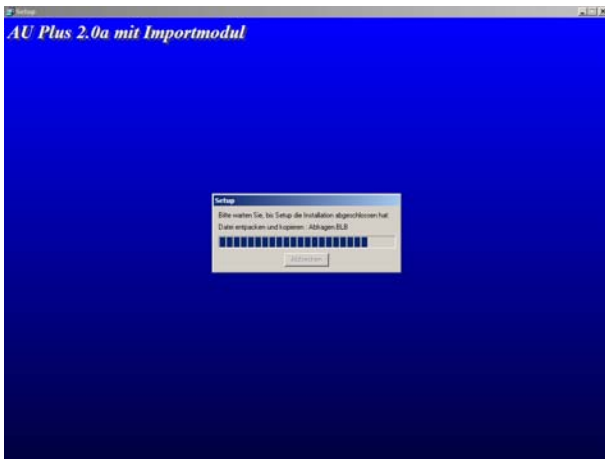 Setup
AU Plus 2.0a mit Importmodul
Setup
Bitte warten Sie, bis Setup die Installation abgeschlossen hat
Datei entpacken und kopieren : Abfragen.BLB
Abbrechen